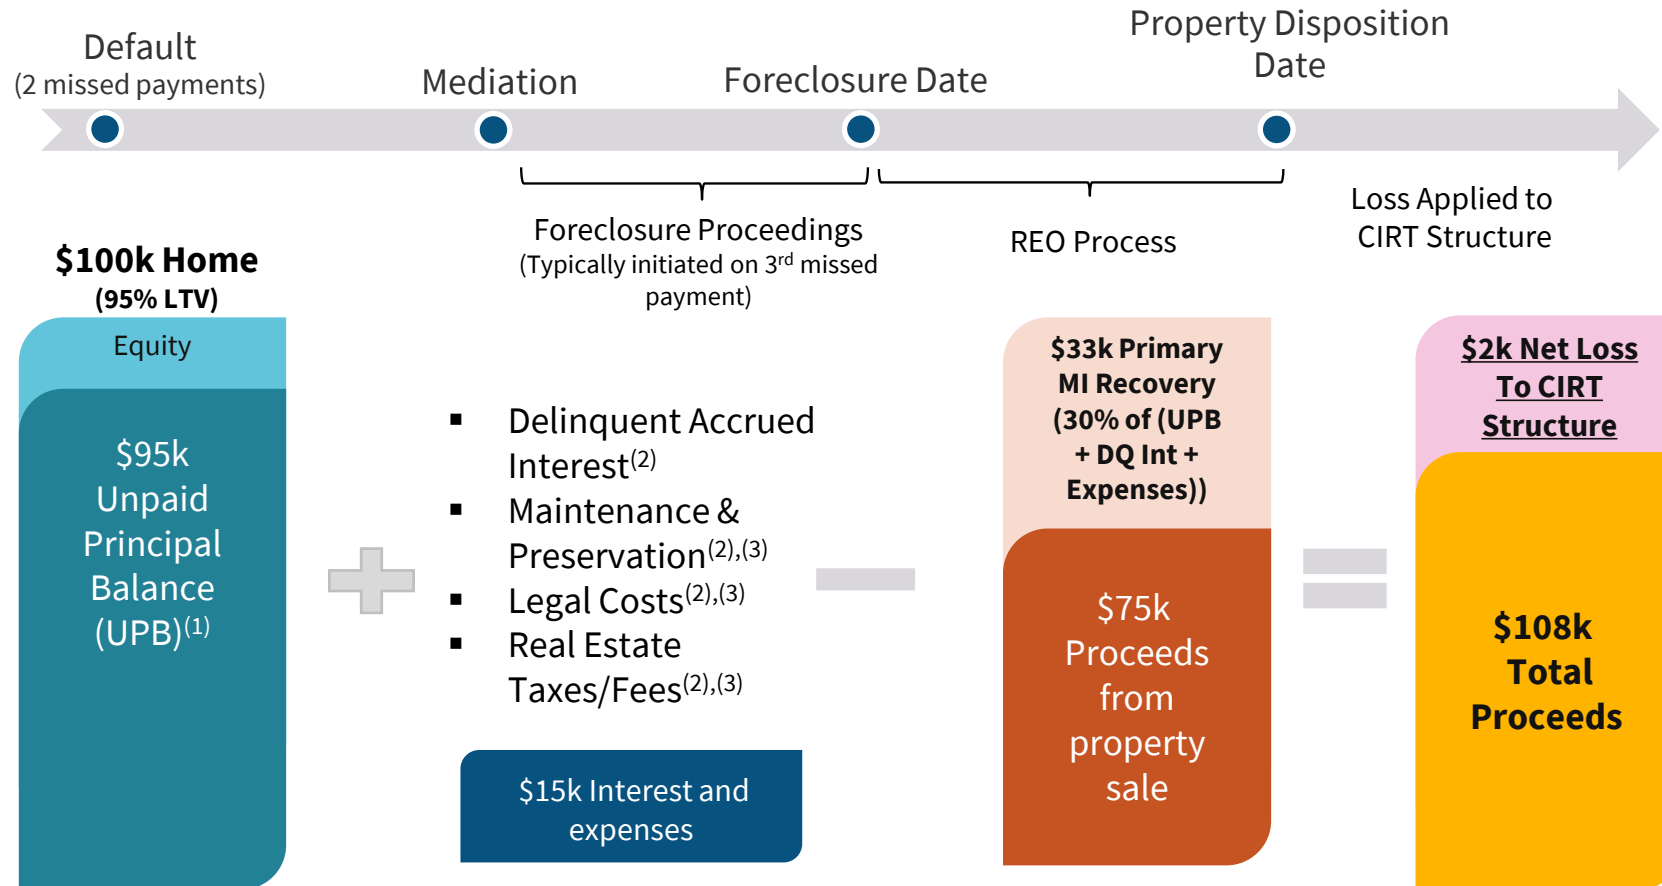 Default
(2 missed payments)
Mediation
Foreclosure Date
Property Disposition
Date
Foreclosure Proceedings
(Typically initiated on 3rd missed
payment)
REO Process
Loss Applied to
CIRT Structure
$100k Home
(95% LTV)
Equity
$95k
Unpaid
Principal
Balance
(UPB)(1)
▪ Delinquent Accrued
Interest(2)
▪ Maintenance &
Preservation(2),(3)
▪ Legal Costs(2),(3)
▪ Real Estate
Taxes/Fees(2),(3)
$15k Interest and
expenses
$33k Primary
MI Recovery
(30% of (UPB
+ DQ Int +
Expenses))
$75k
Proceeds
from
property
sale
$2k Net Loss
To CIRT
Structure
$108k
Total
Proceeds